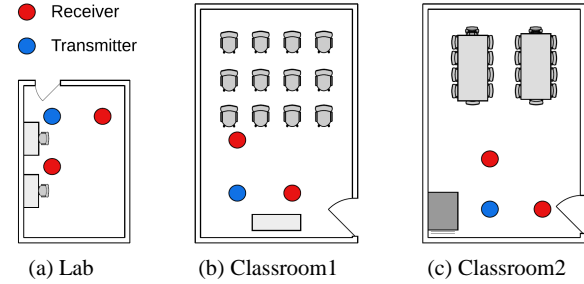 Receiver
Transmitter
(a) Lab
(b) Classroom1
(c) Classroom2